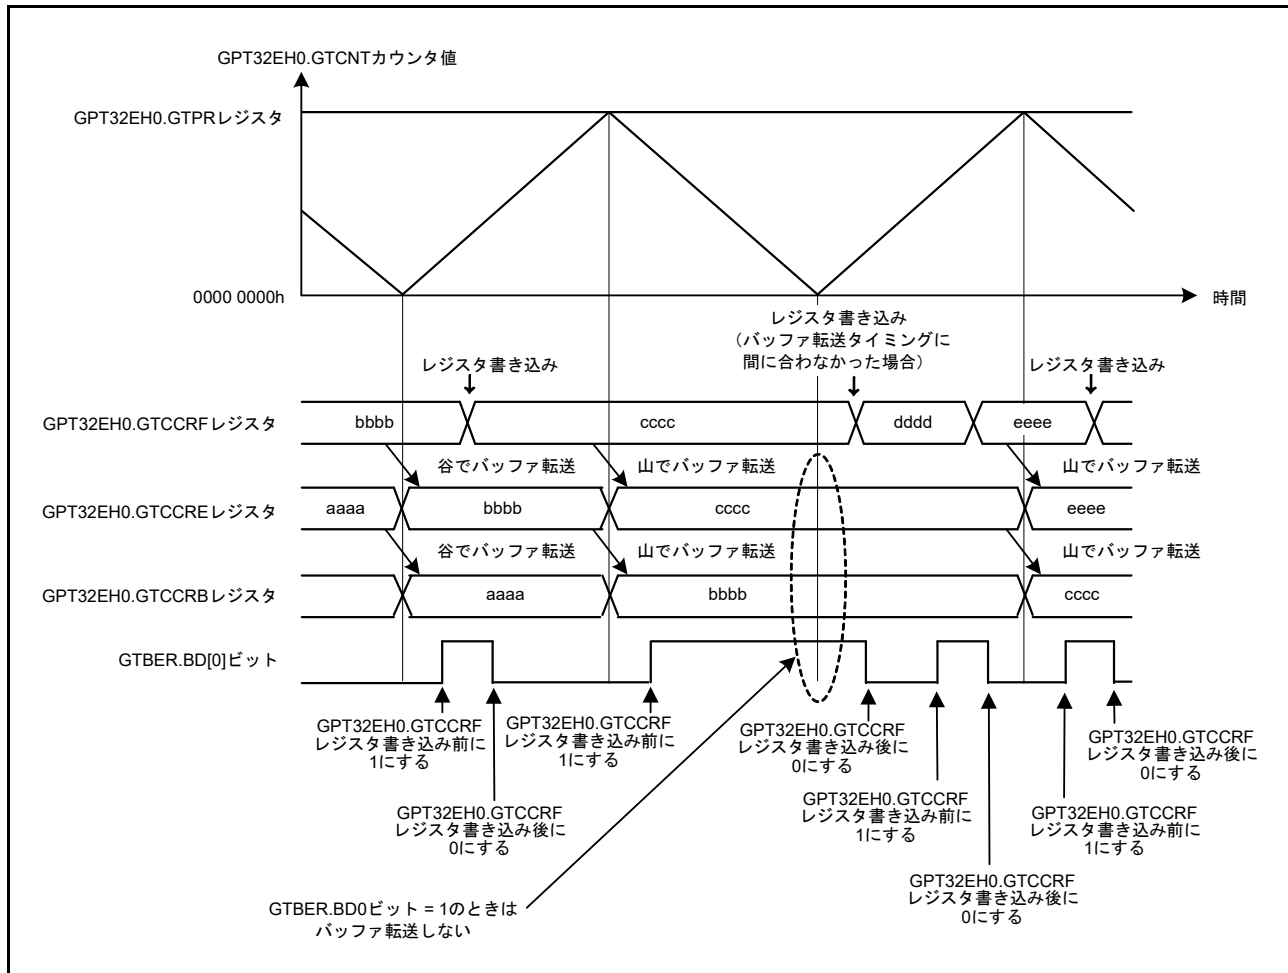 GPT32EH0.GTCNTカウンタ値
GPT32EH0.GTPRレジスタ
0000 0000h
時間
レジスタ書き込み
レジスタ書き込み
(バッファ転送タイミングに
間に合わなかった場合)
レジスタ書き込み
GPT32EH0.GTCCRFレジスタ
bbbb
cccc
dddd
eeee
谷でバッファ転送
山でバッファ転送
山でバッファ転送
GPT32EH0.GTCCREレジスタ
aaaa
bbbb
cccc
eeee
谷でバッファ転送
山でバッファ転送
山でバッファ転送
GPT32EH0.GTCCRBレジスタ
aaaa
bbbb
cccc
GTBER.BD[0]ビット
GPT32EH0.GTCCRF
レジスタ書き込み前に
1にする
GPT32EH0.GTCCRF
レジスタ書き込み後に
0にする
GPT32EH0.GTCCRF
レジスタ書き込み前に
1にする
GPT32EH0.GTCCRF
レジスタ書き込み後に
0にする
GPT32EH0.GTCCRF
レジスタ書き込み前に
1にする
GPT32EH0.GTCCRF
レジスタ書き込み後に
0にする
GPT32EH0.GTCCRF
レジスタ書き込み前に
1にする
GPT32EH0.GTCCRF
レジスタ書き込み後に
0にする
GTBER.BD0ビット = 1のときは
バッファ転送しない